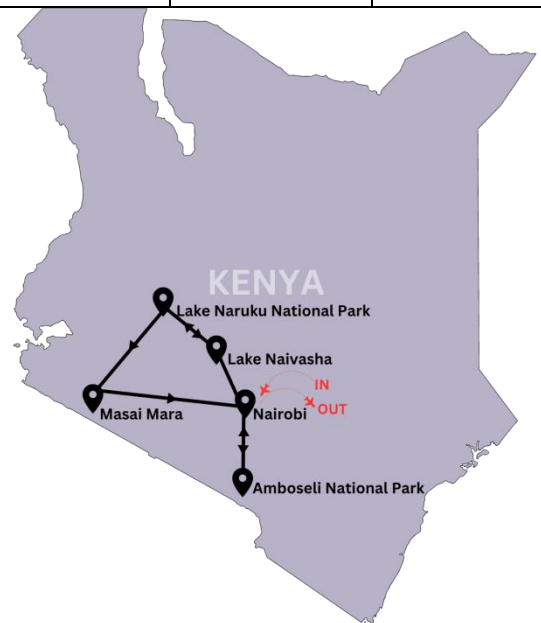 KENYA
Lake Naruku National Park
Lake Naivasha
IN
Masai Mara
Nairobi
OUT
Amboseli National Park